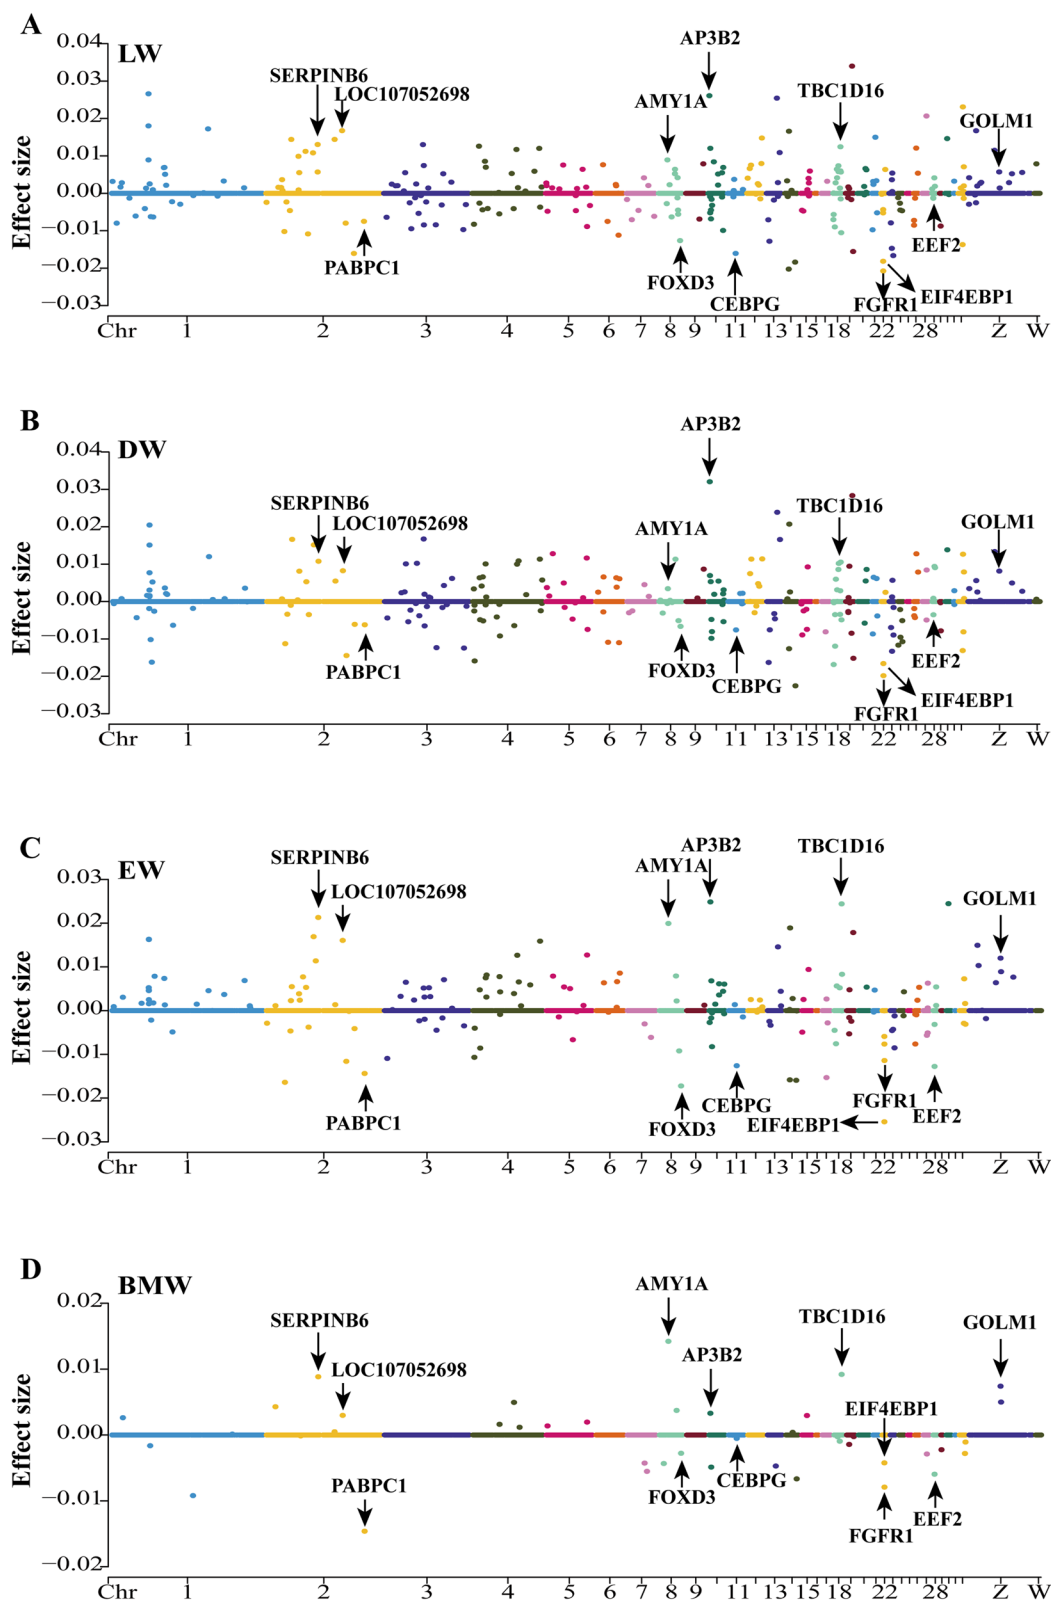 A
LW
AP3B2
SERPINB6
LOC107052698
AMY1A
TBC1D16
GOLM1
0.04
0.03
0.02
0.01
0.00
−0.01
−0.02
−0.03
Effect size
PABPC1
FOXD3
CEBPG
EEF2
FGFR1
EIF4EBP1
Chr 1 2 3 4 5 6 7 8 9 11 13 15 18 22 28 Z W
B
DW
AP3B2
SERPINB6
LOC107052698
AMY1A
TBC1D16
GOLM1
0.04
0.03
0.02
0.01
0.00
−0.01
−0.02
−0.03
Effect size
PABPC1
FOXD3
CEBPG
EEF2
FGFR1
EIF4EBP1
Chr 1 2 3 4 5 6 7 8 9 11 13 15 18 22 28 Z W
C
EW
SERPINB6
LOC107052698
AMY1A
AP3B2
TBC1D16
GOLM1
0.03
0.02
0.01
0.00
−0.01
−0.02
−0.03
Effect size
PABPC1
FOXD3
CEBPG
EIF4EBP1
FGFR1
EEF2
Chr 1 2 3 4 5 6 7 8 9 11 13 15 18 22 28 Z W
D
BMW
SERPINB6
LOC107052698
AMY1A
AP3B2
TBC1D16
GOLM1
EIF4EBP1
0.02
0.01
0.00
−0.01
−0.02
Effect size
PABPC1
FOXD3
CEBPG
FGFR1
EEF2
Chr 1 2 3 4 5 6 7 8 9 11 13 15 18 22 28 Z W